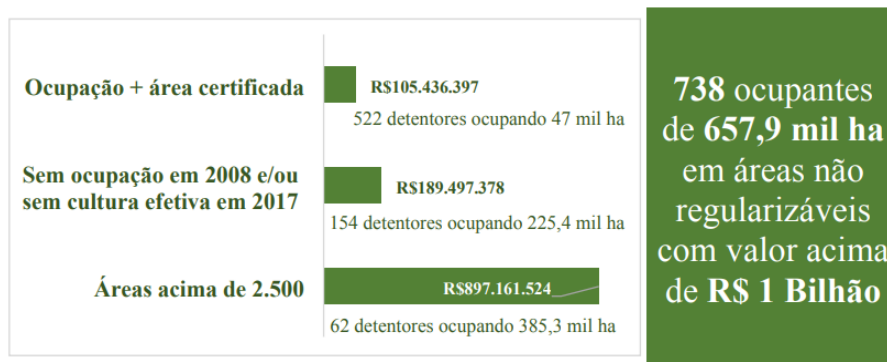 Ocupação + área certificada
R$105.436.397
522 detentores ocupando 47 mil ha
Sem ocupação em 2008 e/ou
sem cultura efetiva em 2017
R$189.497.378
154 detentores ocupando 225,4 mil ha
Áreas acima de 2.500
R$897.161.524
62 detentores ocupando 385,3 mil ha
738 ocupantes
de 657,9 mil ha
em áreas não
regularizáveis
com valor acima
de R$ 1 Bilhão